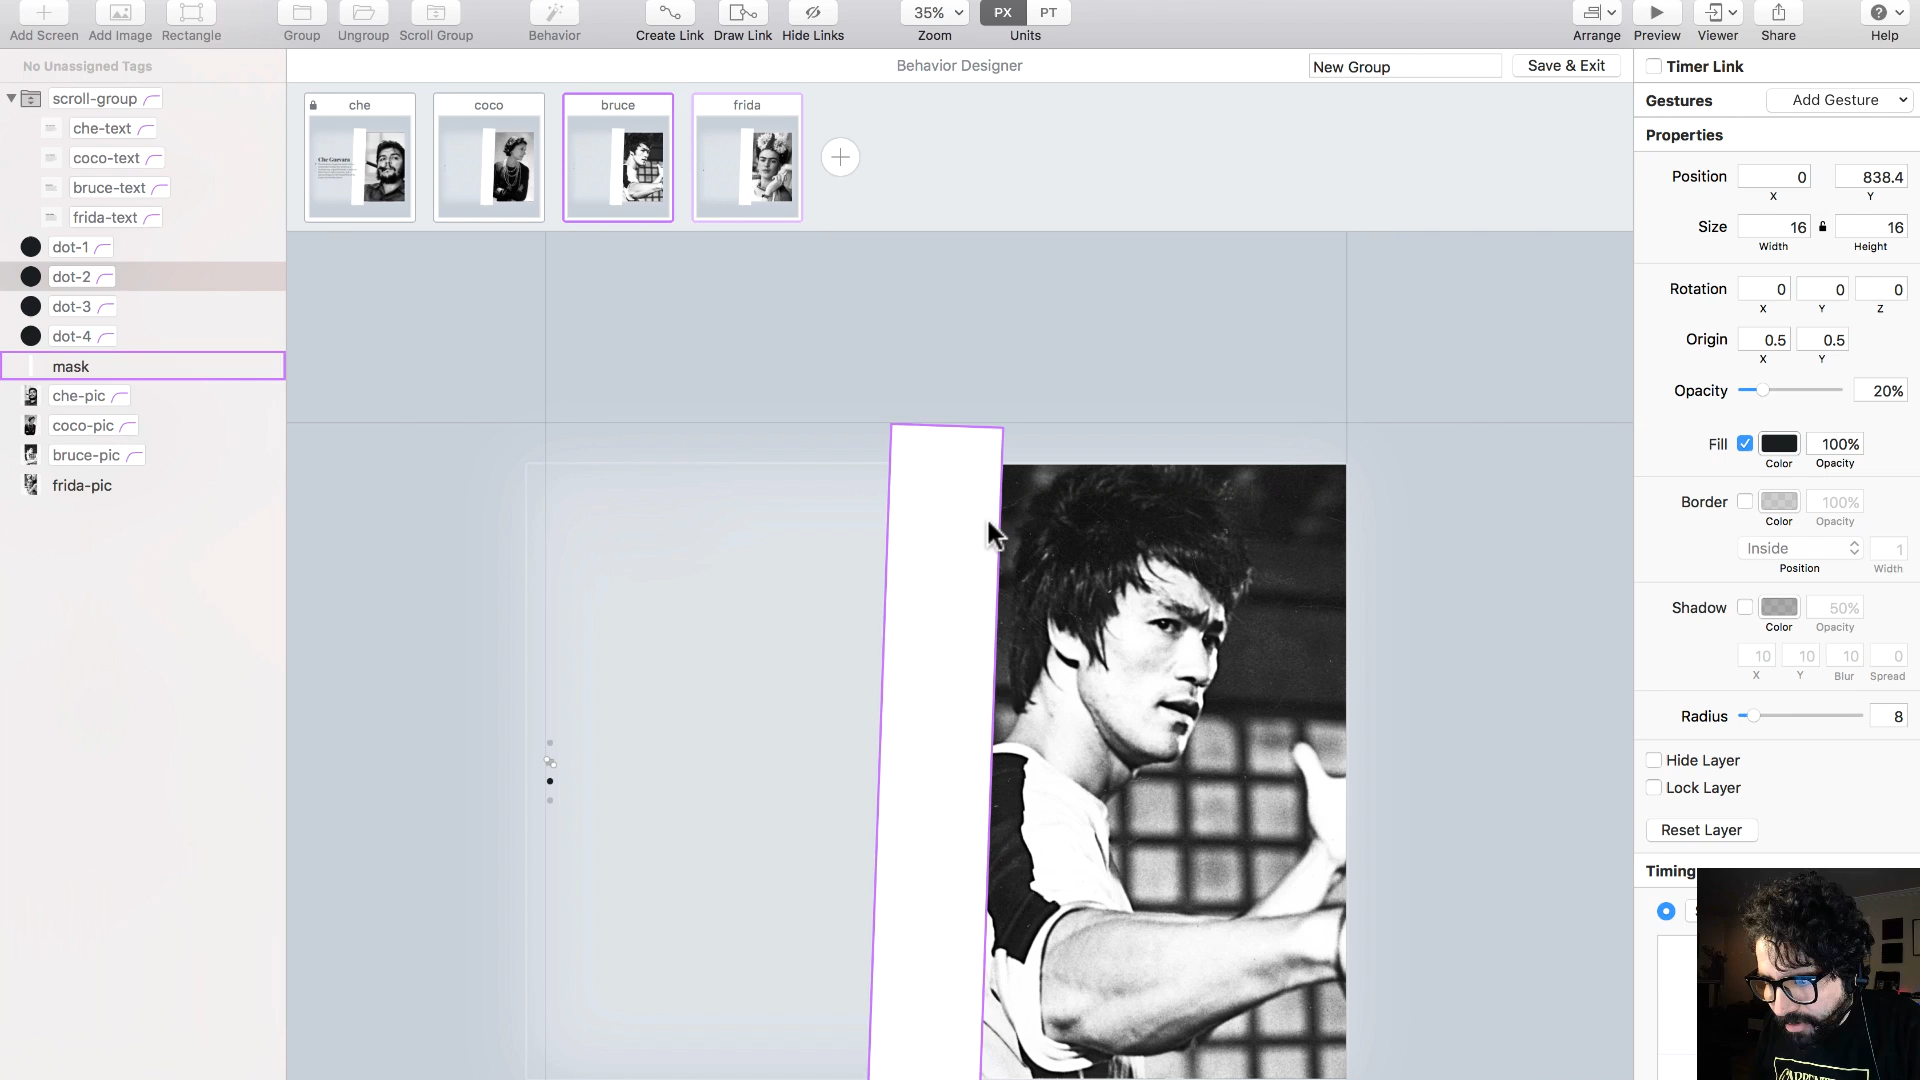 35%
PX
PT
Add Screen
Add Image
Rectangle
Group
Ungroup
Scroll Group
Behavior
Create Link
Draw Link
Hide Links
Zoom
Units
Arrange
Preview
Viewer
Share
Help
No Unassigned Tags
Behavior Designer
New Group
Save & Exit
Timer Link
scroll-group
che-text
coco-text
bruce-text
frida-text
dot-1
dot-2
dot-3
dot-4
mask
che-pic
coco-pic
bruce-pic
frida-pic
che
coco
bruce
frida
Che Guevara
Gestures
Add Gesture
Properties
Position
0
838.4
X
Y
Size
16
16
Width
Height
Rotation
0
0
0
X
Y
Z
Origin
0.5
0.5
X
Y
Opacity
20%
Fill
100%
Color
Opacity
Border
100%
Color
Opacity
Inside
1
Position
Width
Shadow
50%
Color
Opacity
10
10
10
0
X
Y
Blur
Spread
Radius
8
Hide Layer
Lock Layer
Reset Layer
Timing